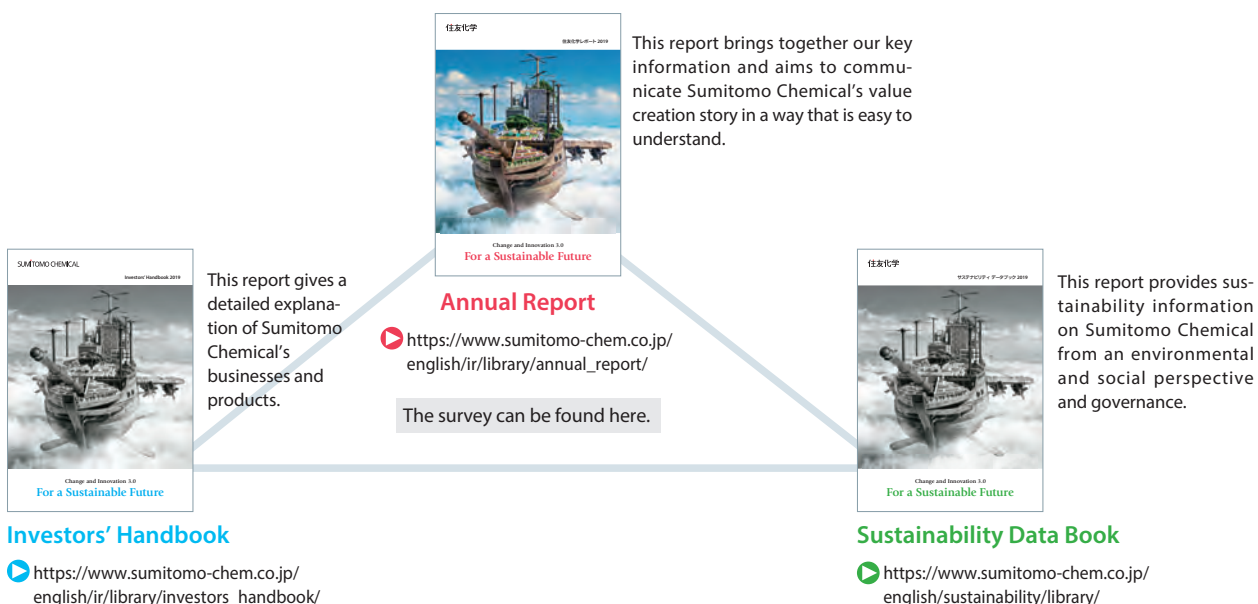 住友化学
住友化学レポート 2019
Change and Innovation 3.0
For a Sustainable Future
This report brings together our key
information and aims to commu-
nicate Sumitomo Chemical's value
creation story in a way that is easy to
understand.
Annual Report
https://www.sumitomo-chem.co.jp/
english/ir/library/annual_report/
The survey can be found here.
SUMITOMO CHEMICAL
Investors' Handbook 2019
Change and Innovation 3.0
For a Sustainable Future
This report gives a
detailed explana-
tion of Sumitomo
Chemical's
businesses and
products.
Investors' Handbook
https://www.sumitomo-chem.co.jp/
english/ir/library/investors_handbook/
住友化学
サステナビリティ データブック 2019
Change and Innovation 3.0
For a Sustainable Future
This report provides sus-
tainability information
on Sumitomo Chemical
from an environmental
and social perspective
and governance.
Sustainability Data Book
https://www.sumitomo-chem.co.jp/
english/sustainability/library/